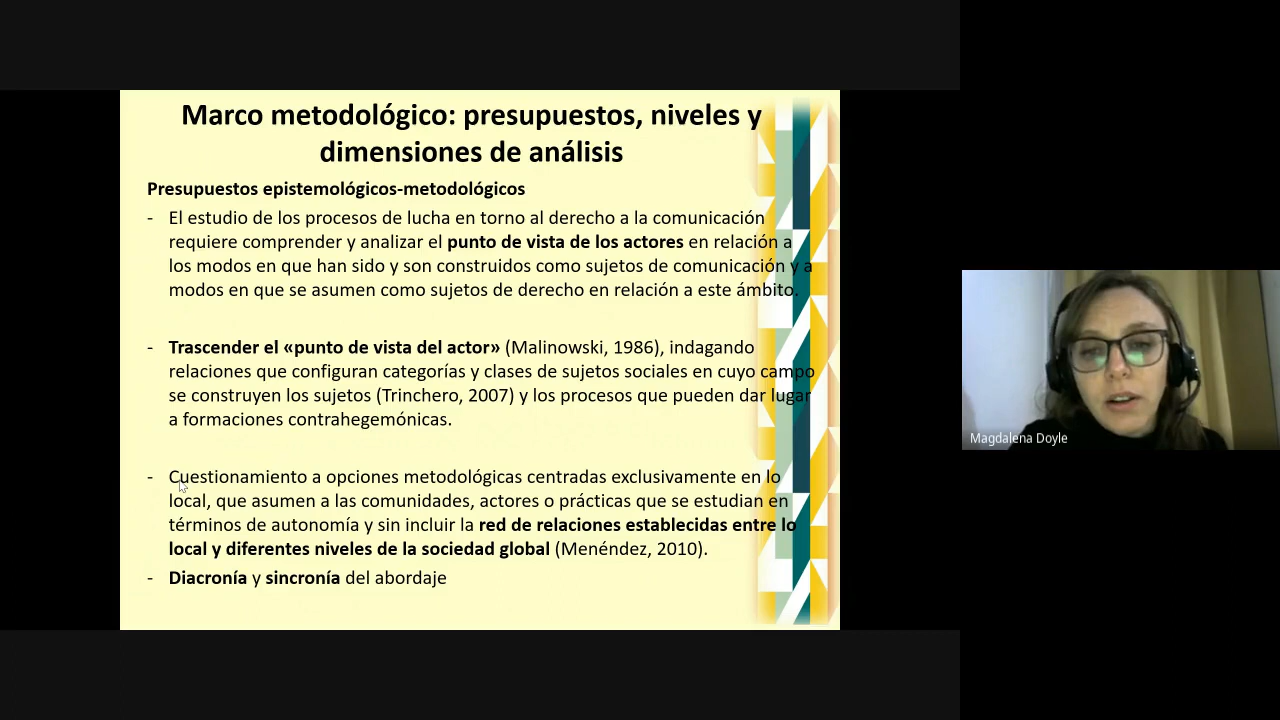 Marco metodológico: presupuestos, niveles y
dimensiones de análisis
Presupuestos epistemológicos-metodológicos
- El estudio de los procesos de lucha en torno al derecho a la comunicación
requiere comprender y analizar el punto de vista de los actores en relación a
los modos en que han sido y son construidos como sujetos de comunicación y a
modos en que se asumen como sujetos de derecho en relación a este ámbito.
- Trascender el «punto de vista del actor» (Malinowski, 1986), indagando
relaciones que configuran categorías y clases de sujetos sociales en cuyo campo
se construyen los sujetos (Trinchero, 2007) y los procesos que pueden dar lugar
a formaciones contrahegemónicas.
- Cuestionamiento a opciones metodológicas centradas exclusivamente en lo
local, que asumen a las comunidades, actores o prácticas que se estudian en
términos de autonomía y sin incluir la red de relaciones establecidas entre lo
local y diferentes niveles de la sociedad global (Menéndez, 2010).
- Diacronía y sincronía del abordaje
Magdalena Doyle